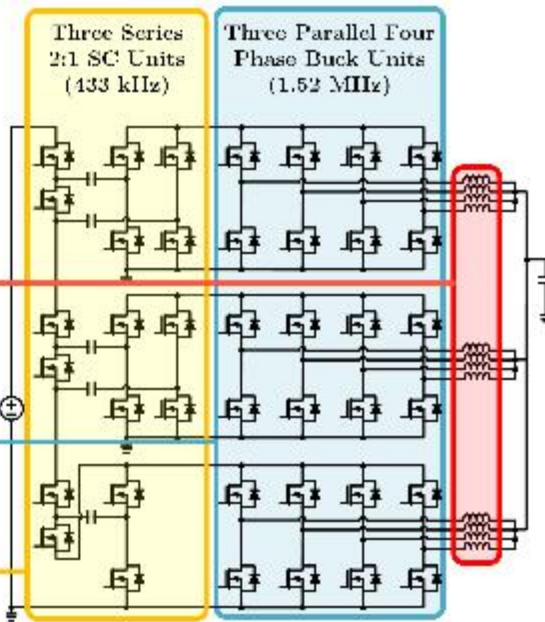 Three Series
2:1 SC Units
(433 kHz)
Three Parallel Four
Phase Buck Units
(1.52 MHz)